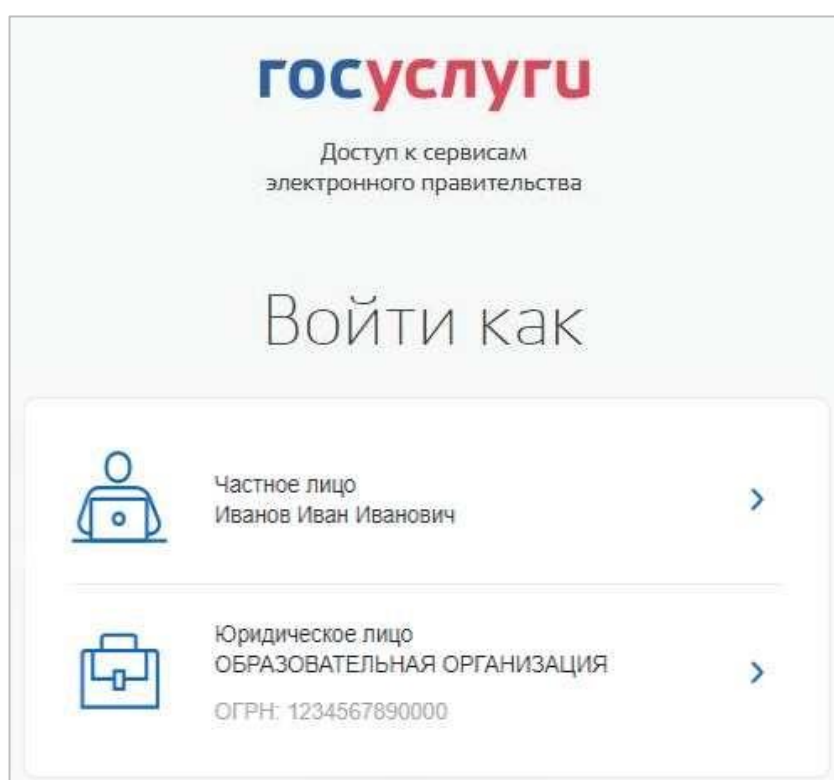 госуслуги
Доступ к сервисам
электронного правительства
Войти как
Частное лицо
Иванов Иван Иванович
Юридическое лицо
ОБРАЗОВАТЕЛЬНАЯ ОРГАНИЗАЦИЯ
ОГРН: 1234567890000